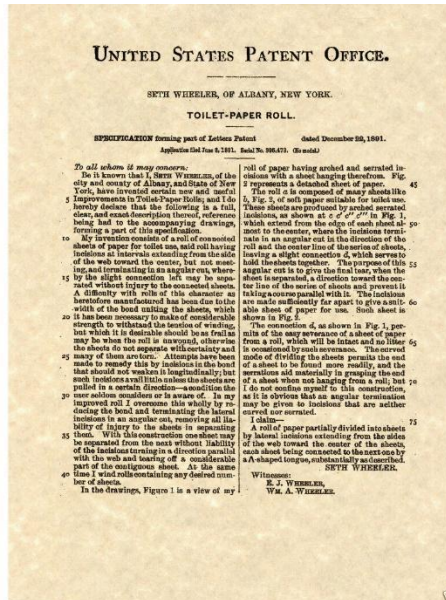 UNITED STATES PATENT OFFICE.
SETH WHEELER, OF ALBANY, NEW YORK.
TOILET-PAPER ROLL.
SPECIFICATION forming part of Letters Patent dated December 22, 1891.
Application filed June 5, 1891. Serial No. (No model.)
To all whom it may concern:
Be it known that I, SETH WHEELER, of the
city and county of Albany, and State of New
York, have invented certain new and useful
5 Improvements in Toilet-Paper Rolls; and I do
hereby declare that the following is a full,
clear, and exact description thereof, reference
being had to the accompanying drawings,
forming a part of this specification.
10 My invention consists of a roll of connected
sheets of paper for toilet use, said roll having
incisions at intervals extending from the side
of the web toward the center, but not meet-
ing, and terminating in an angular cut, where-
15 by the slight connection left may be sepa-
rated without injury to the connected sheets.
A difficulty with rolls of this character as
heretofore manufactured has been due to the
width of the bond uniting the sheets, which
20 it has been necessary to make of considerable
strength to withstand the tension of winding,
but which it is desirable should be as frail as
may be when the roll is unwound, otherwise
the sheets do not separate with certainty and
25 many of them are torn. Attempts have been
made to remedy this by incisions in the bond
that should not weaken it longitudinally; but
such incisions avail little unless the sheets are
pulled in a certain direction—a condition the
30 user seldom considers or is aware of. In my
improved roll I overcome this wholly by re-
ducing the bond and terminating the lateral
incisions in an angular cut, removing all lia-
bility of injury to the sheets in separating
35 them. With this construction one sheet may
be separated from the next without liability
of the incisions turning in a direction parallel
with the web and tearing off a considerable
part of the contiguous sheet. At the same
40 time I wind rolls containing any desired num-
ber of sheets.
In the drawings, Figure 1 is a view of my
roll of paper having arched and serrated in-
cisions with a sheet hanging therefrom. Fig.
2 represents a detached sheet of paper. 45
The roll a is composed of many sheets like
b, Fig. 2, of soft paper suitable for toilet use.
These sheets are produced by arched serrated
incisions, as shown at c c' c'' c''' in Fig. 1,
which extend from the edges of each sheet al- 50
most to the center, where the incisions termi-
nate in an angular cut in the direction of the
roll and the center line of the series of sheets,
leaving a slight connection d, which serves to
hold the sheets together. The purpose of this 55
angular cut is to give the final tear, when the
sheet is separated, a direction toward the cen-
ter line of the series of sheets and prevent it
taking a course parallel with it. The incisions
are made sufficiently far apart to give a suit- 60
able sheet of paper for use. Such sheet is
shown in Fig. 2.
The connection d, as shown in Fig. 1, per-
mits of the easy severance of a sheet of paper
from a roll, which will be intact and no litter 65
is occasioned by such severance. The curved
mode of dividing the sheets permits the end
of a sheet to be found more readily, and the
serrations aid materially in grasping the end
of a sheet when not hanging from a roll; but 70
I do not confine myself to this construction,
as it is obvious an angular termination
may be given to incisions that are neither
curved nor serrated.
I claim— 75
A roll of paper partially divided into sheets
by lateral incisions extending from the sides
of the web toward the center of the sheets,
each sheet being connected to the next one by
a A-shaped tongue, substantially as described.
SETH WHEELER.
Witnesses:
E. J. WHEELER,
WM. A. WHEELER.